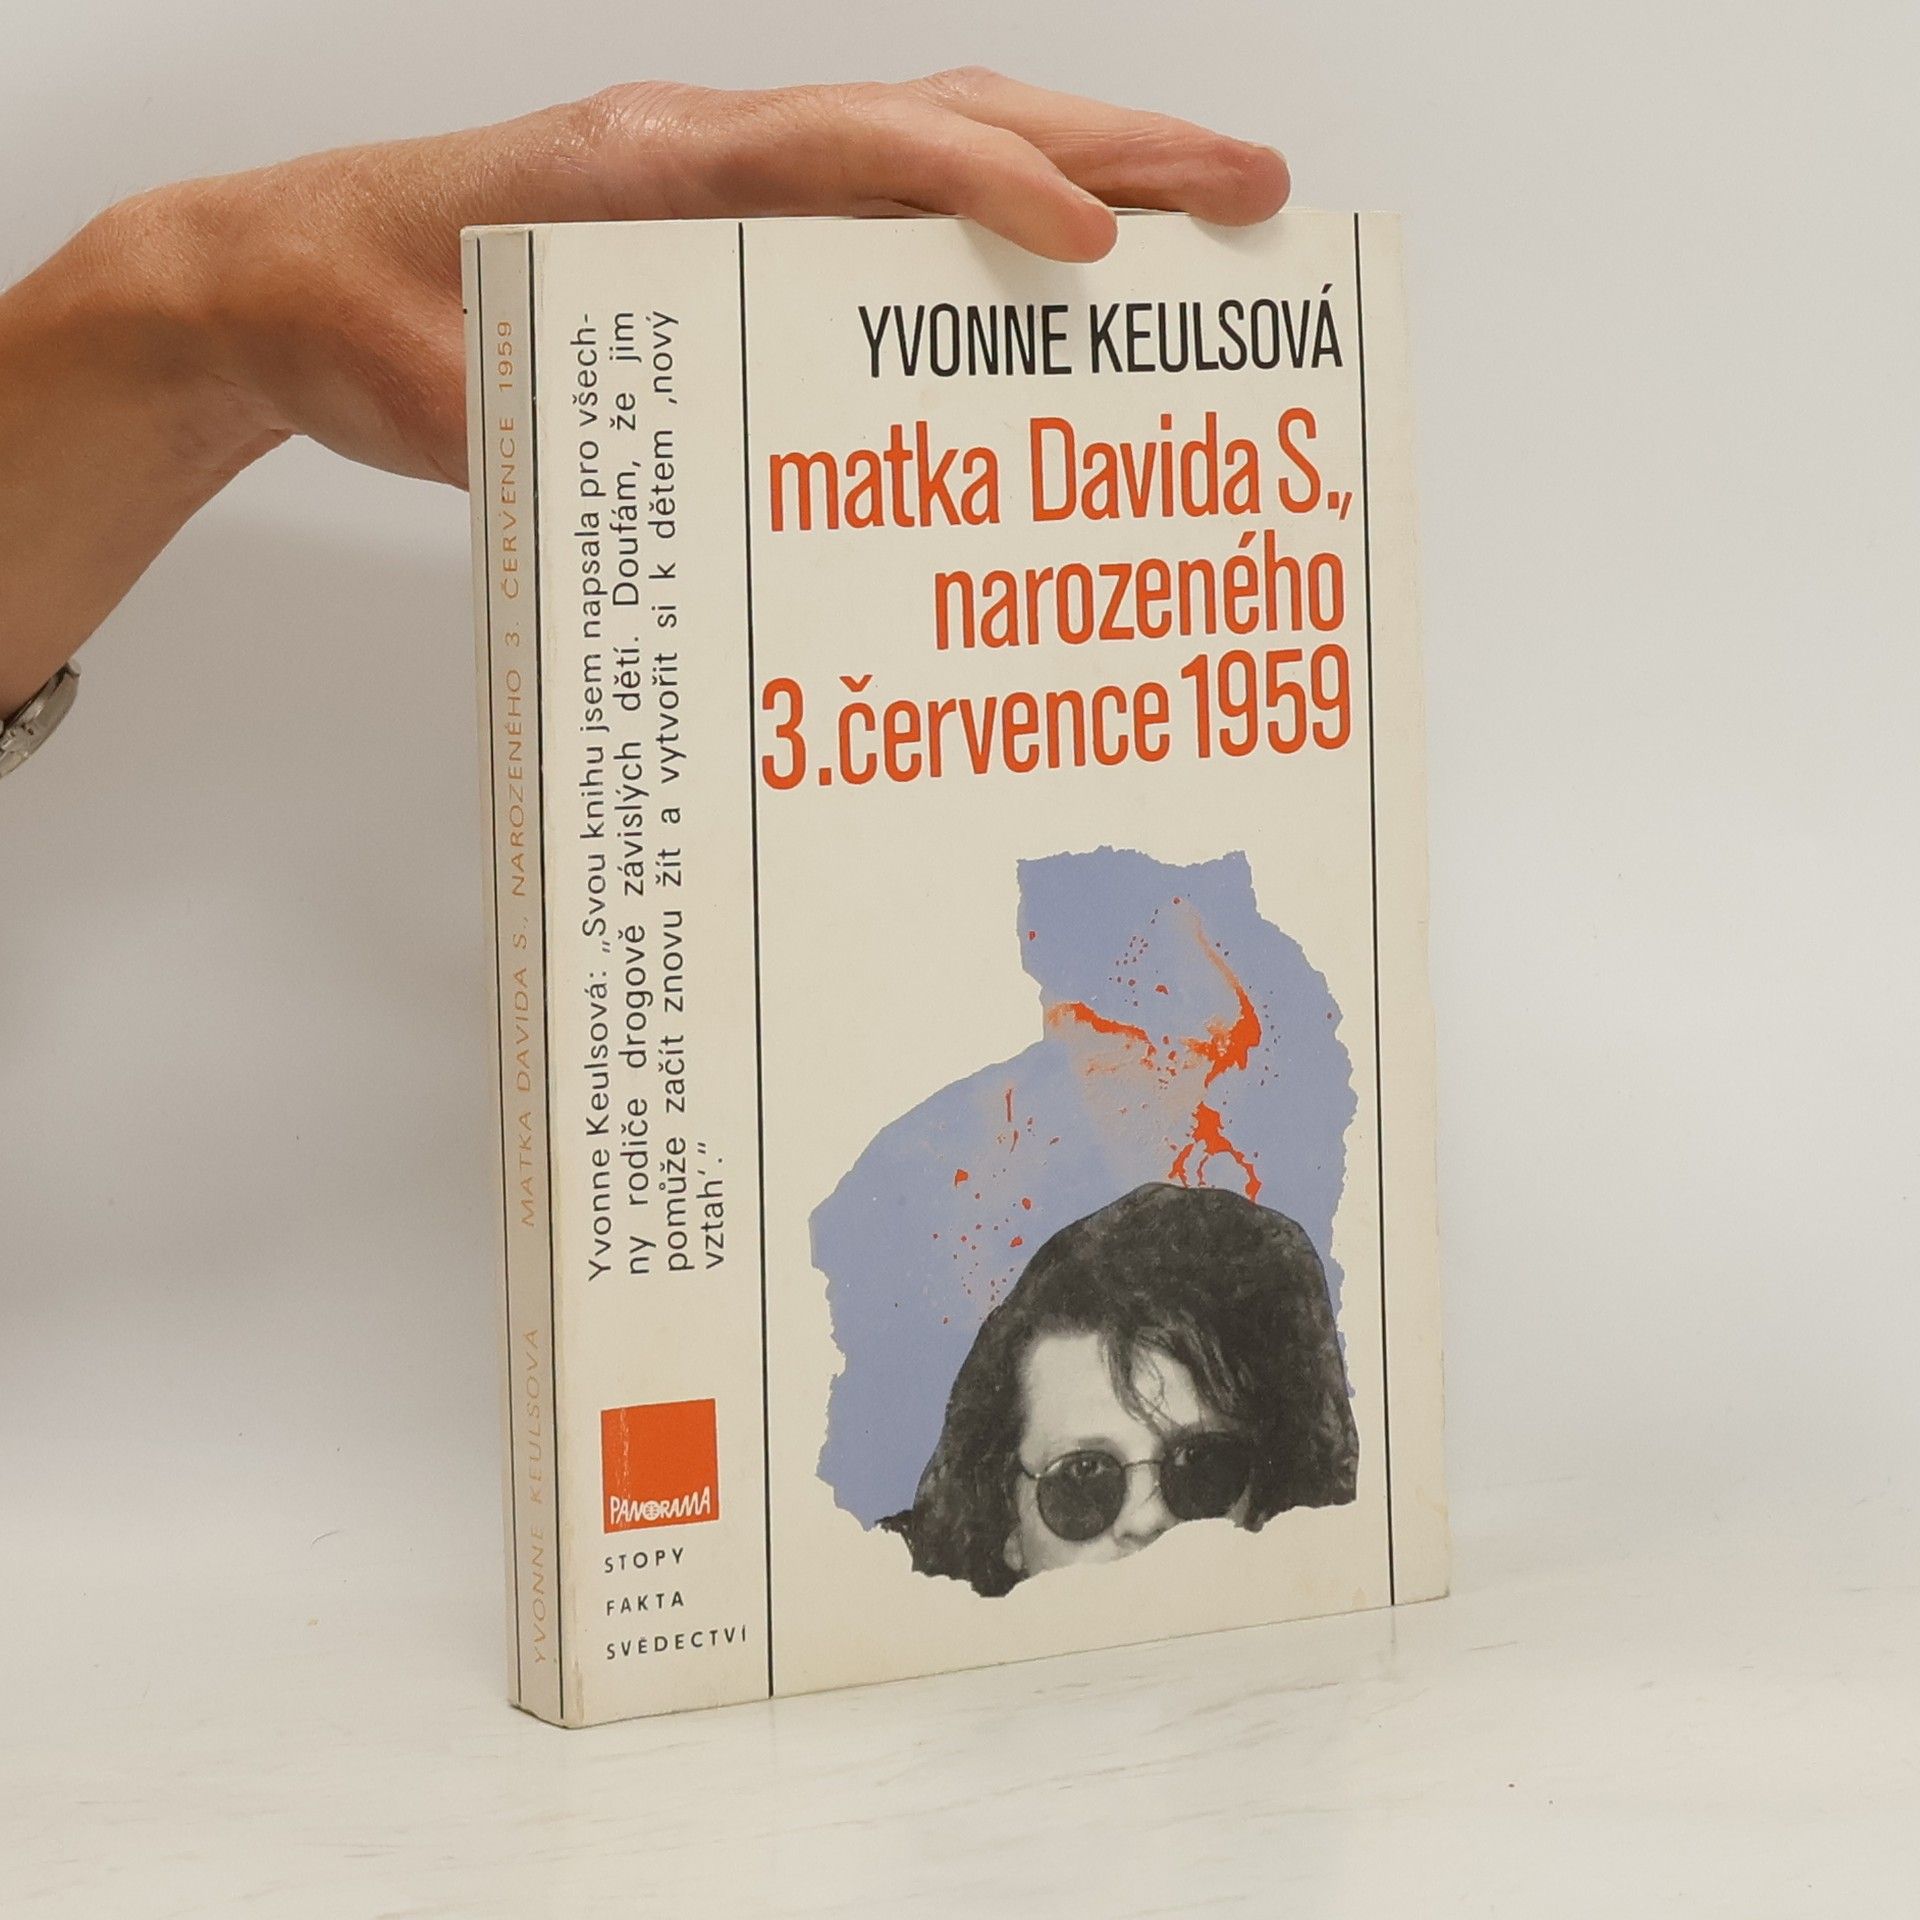 YVONNE KEULSOVÁ
matka Davida S.,
narozeného
3. července 1959
Yvonne Keulsová: „Svou knihu jsem napsala pro všech-
ny rodiče drogově závislých dětí. Doufám, že jim
pomůže začít znovu žít a vytvořit si k dětem ‚nový
vztah‘.“
PANORAMA
STOPY
FAKTA
SVĚDECTVÍ
YVONNE KEULSOVÁ MATKA DAVIDA S., NAROZENÉHO 3. ČERVENCE 1959